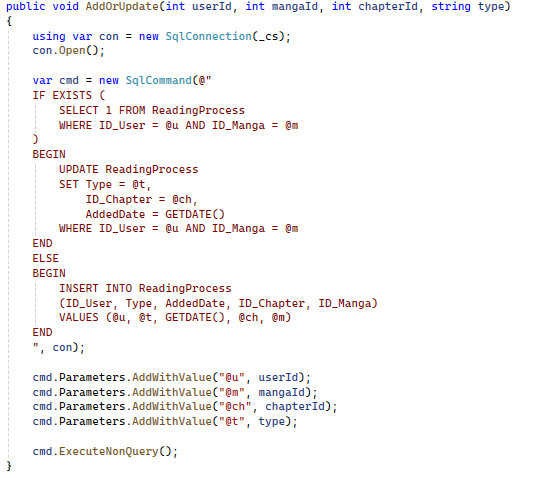 public void AddOrUpdate(int userId, int mangaId, int chapterId, string type)
{
    using var con = new SqlConnection(_cs);
    con.Open();

    var cmd = new SqlCommand(@"
    IF EXISTS (
        SELECT 1 FROM ReadingProcess
        WHERE ID_User = @u AND ID_Manga = @m
    )
    BEGIN
        UPDATE ReadingProcess
        SET Type = @t,
            ID_Chapter = @ch,
            AddedDate = GETDATE()
        WHERE ID_User = @u AND ID_Manga = @m
    END
    ELSE
    BEGIN
        INSERT INTO ReadingProcess
        (ID_User, Type, AddedDate, ID_Chapter, ID_Manga)
        VALUES (@u, @t, GETDATE(), @ch, @m)
    END
    ", con);

    cmd.Parameters.AddWithValue("@u", userId);
    cmd.Parameters.AddWithValue("@m", mangaId);
    cmd.Parameters.AddWithValue("@ch", chapterId);
    cmd.Parameters.AddWithValue("@t", type);

    cmd.ExecuteNonQuery();
}